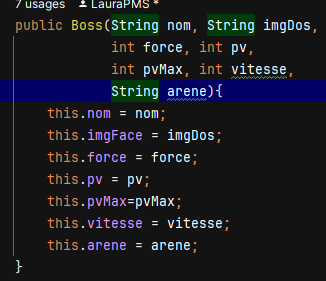 7 usages LauraPMS *
public Boss(String nom, String imgDos,
int force, int pv,
int pvMax, int vitesse,
String arene){
this.nom = nom;
this.imgFace = imgDos;
this.force = force;
this.pv = pv;
this.pvMax=pvMax;
this.vitesse = vitesse;
this.arene = arene;
}